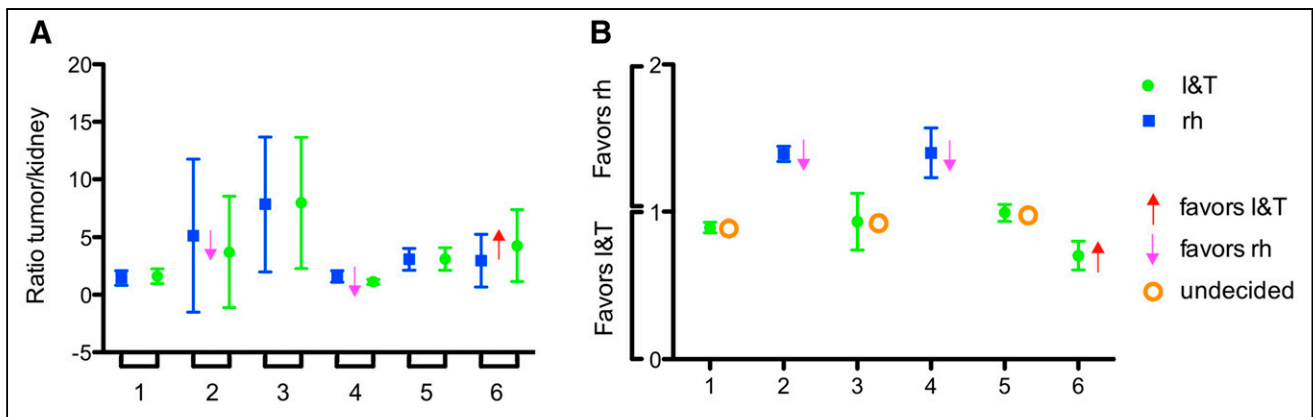 A
Ratio tumor/kidney
20
15
10
5
0
-5
1 2 3 4 5 6
B
Favors rh
Favors I&T
2
1
0
1 2 3 4 5 6
I&T
rh
favors I&T
favors rh
undecided